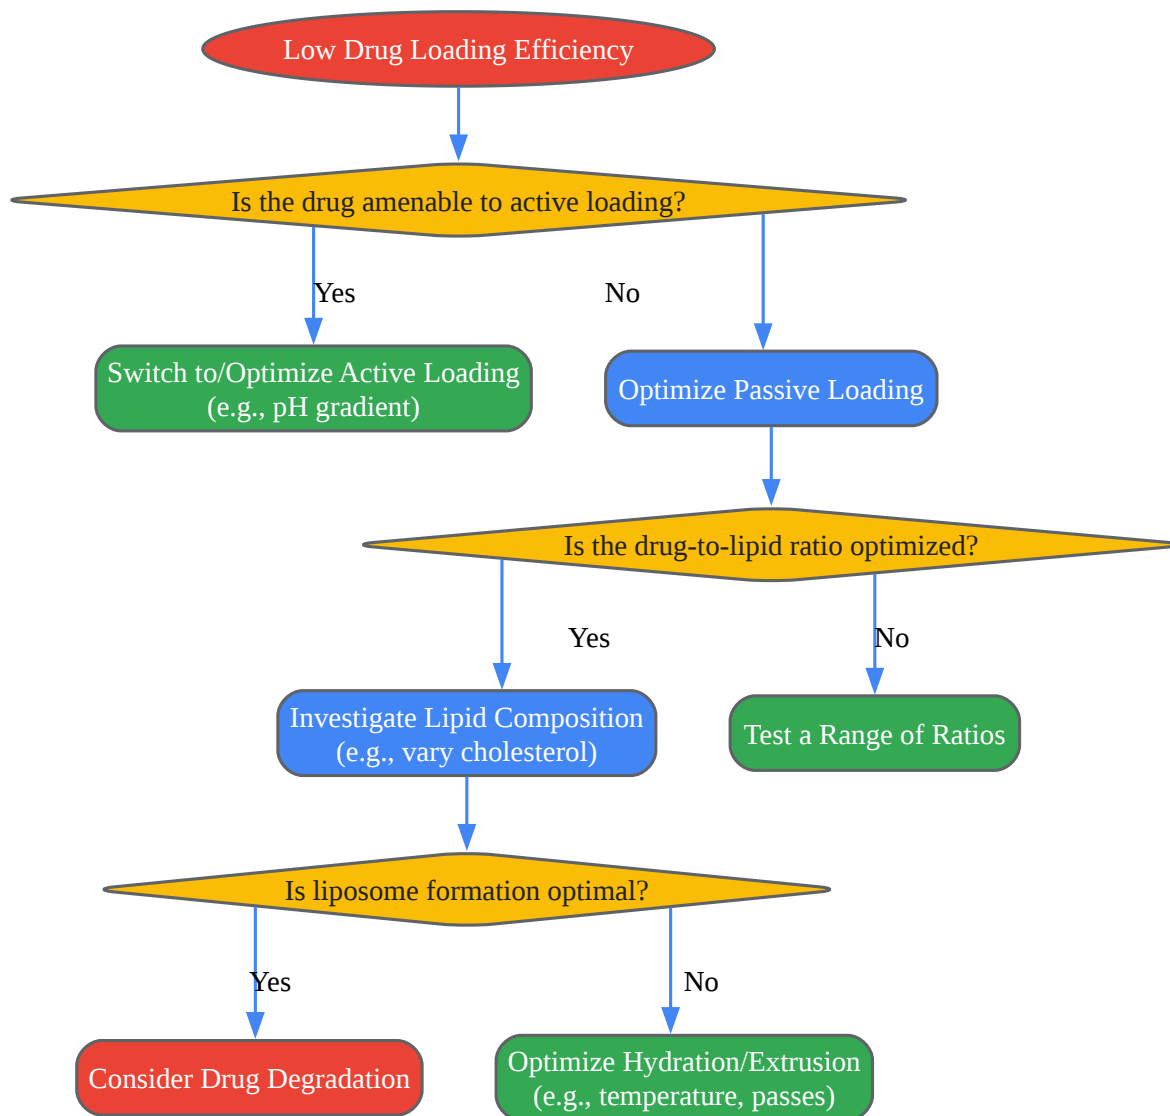 Low Drug Loading Efficiency
Is the drug amenable to active loading?
Yes
No
Switch to/Optimize Active Loading
(e.g., pH gradient)
Optimize Passive Loading
Is the drug-to-lipid ratio optimized?
Yes
No
Investigate Lipid Composition
(e.g., vary cholesterol)
Test a Range of Ratios
Is liposome formation optimal?
Yes
No
Consider Drug Degradation
Optimize Hydration/Extrusion
(e.g., temperature, passes)